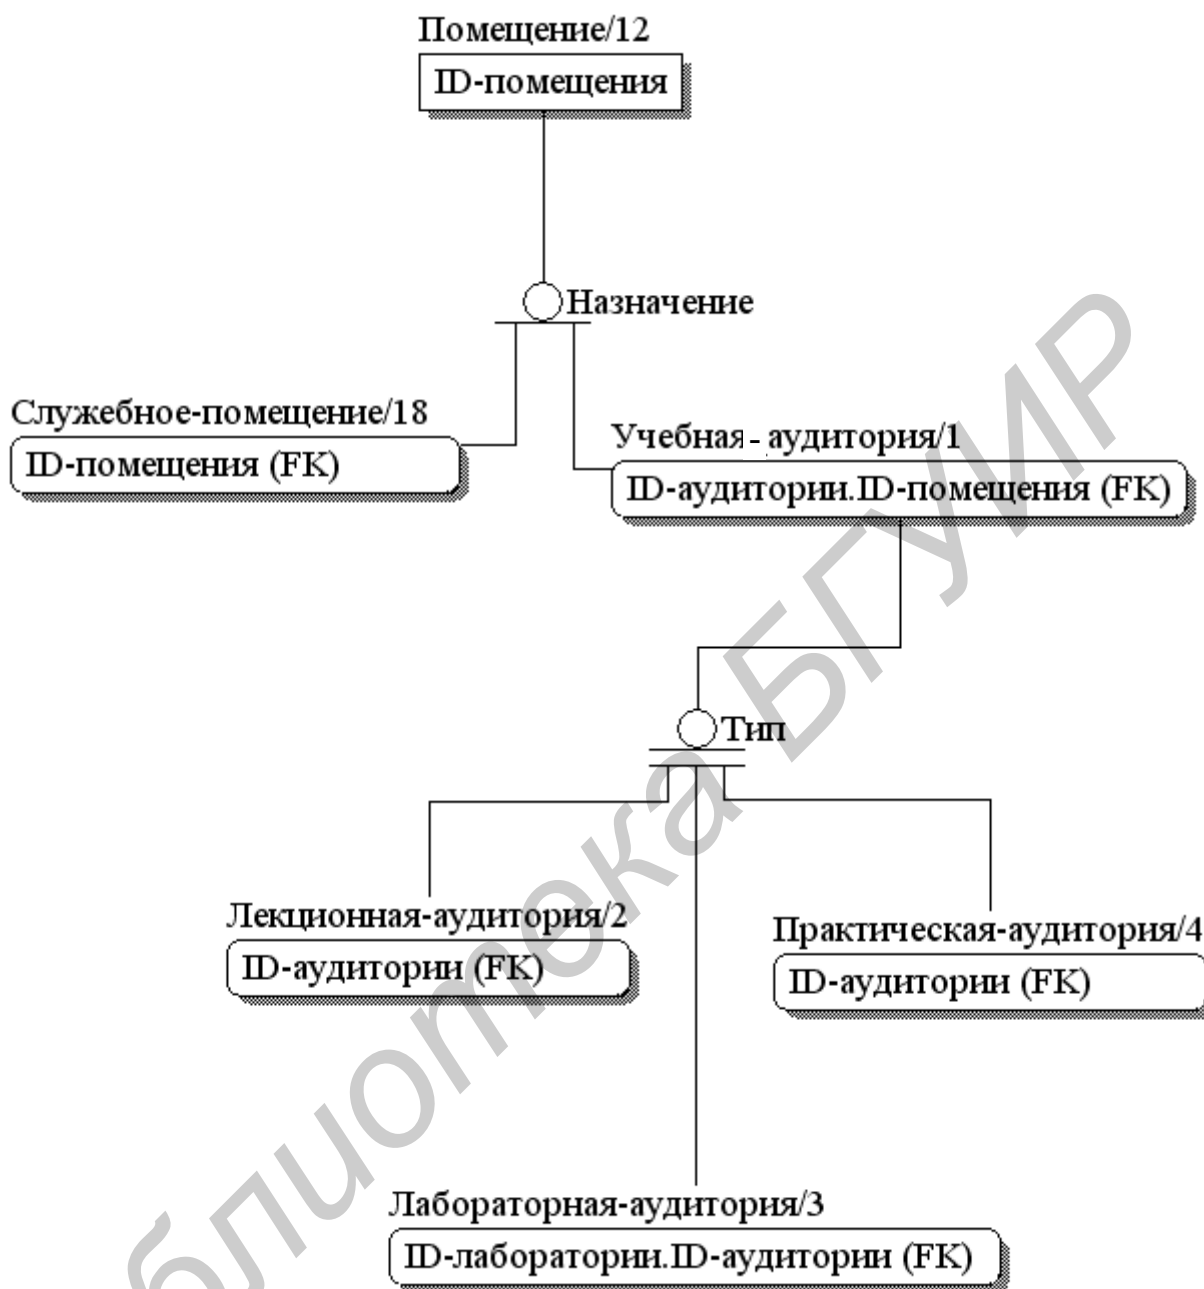 Помещение/12
ID-помещения
Назначение
Служебное-помещение/18
ID-помещения (FK)
Учебная - аудитория/1
ID-аудитории.ID-помещения (FK)
Тип
Лекционная-аудитория/2
ID-аудитории (FK)
Практическая-аудитория/4
ID-аудитории (FK)
Лабораторная-аудитория/3
ID-лаборатории.ID-аудитории (FK)
блиотека БГУИР